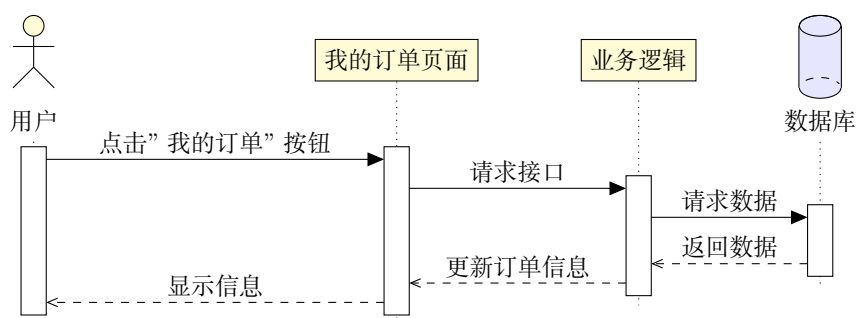 我的订单页面
业务逻辑
用户
数据库
点击”我的订单”按钮
请求接口
请求数据
返回数据
更新订单信息
显示信息